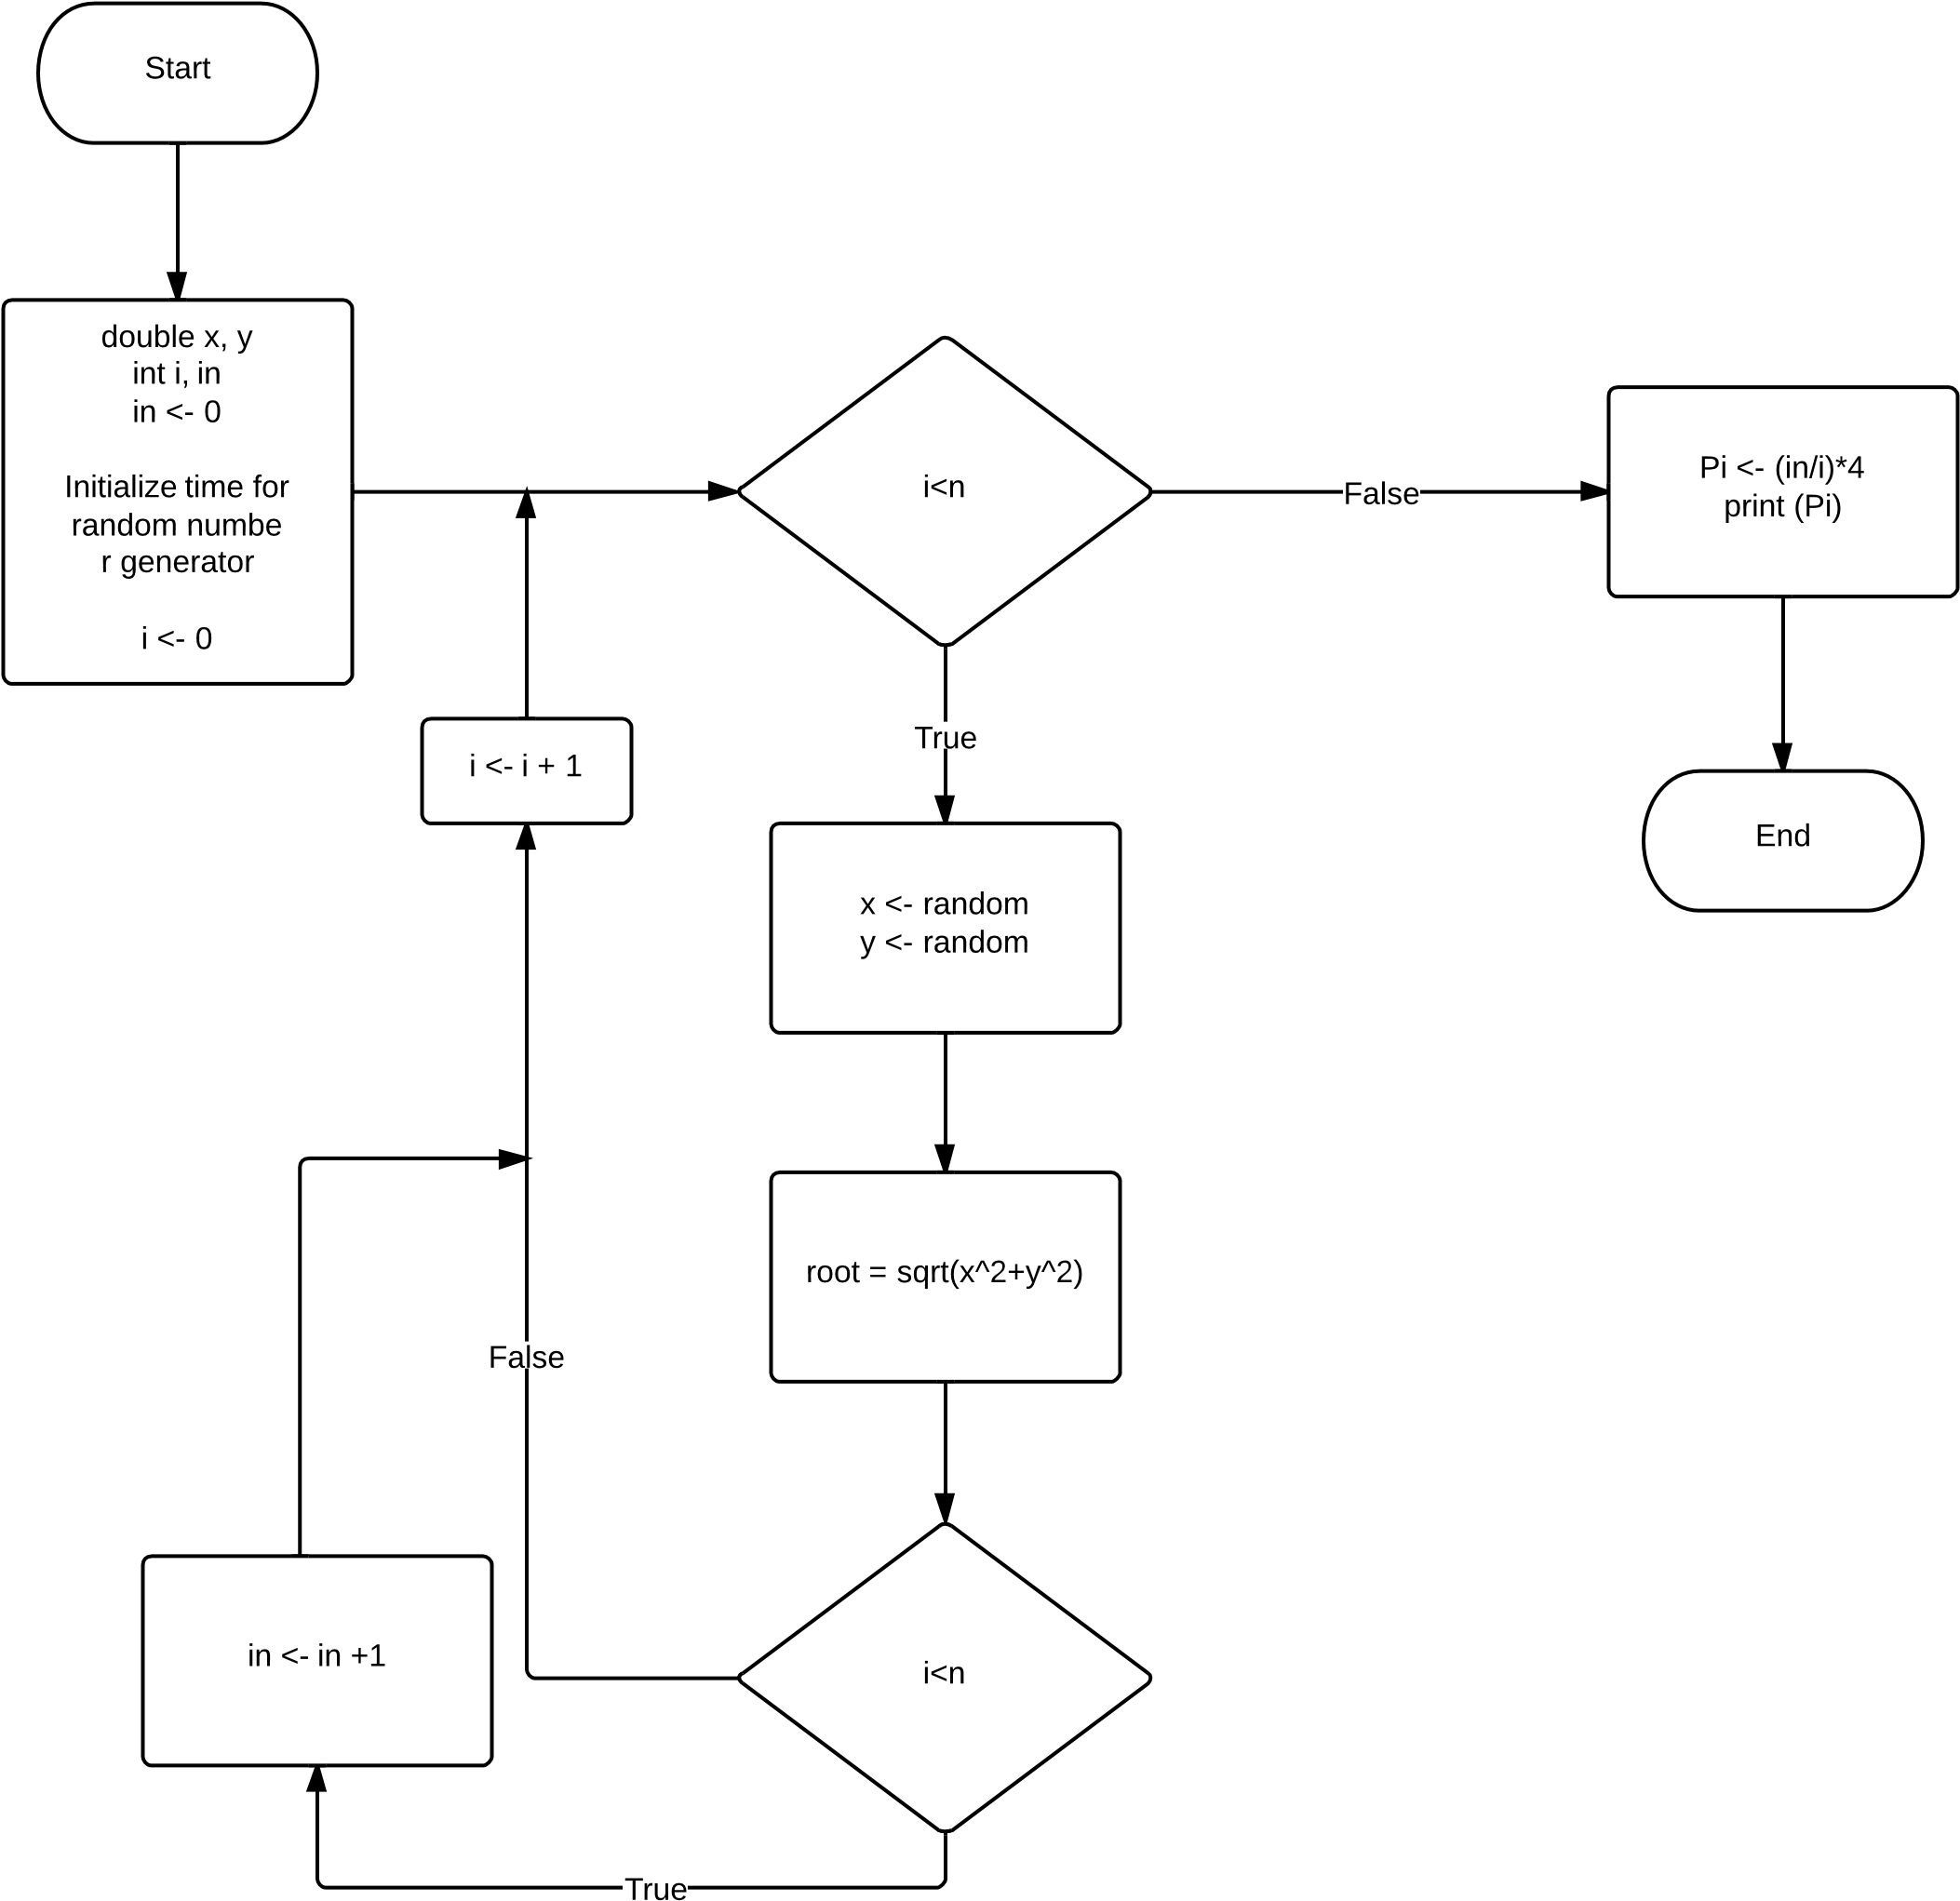 Start
double x, y
int i, in
in <- 0
Initialize time for
random numbe
r generator
i <- 0
i<n
False
Pi <- (in/i)*4
print (Pi)
True
i <- i + 1
End
x <- random
y <- random
root = sqrt(x^2+y^2)
False
in <- in +1
i<n
True